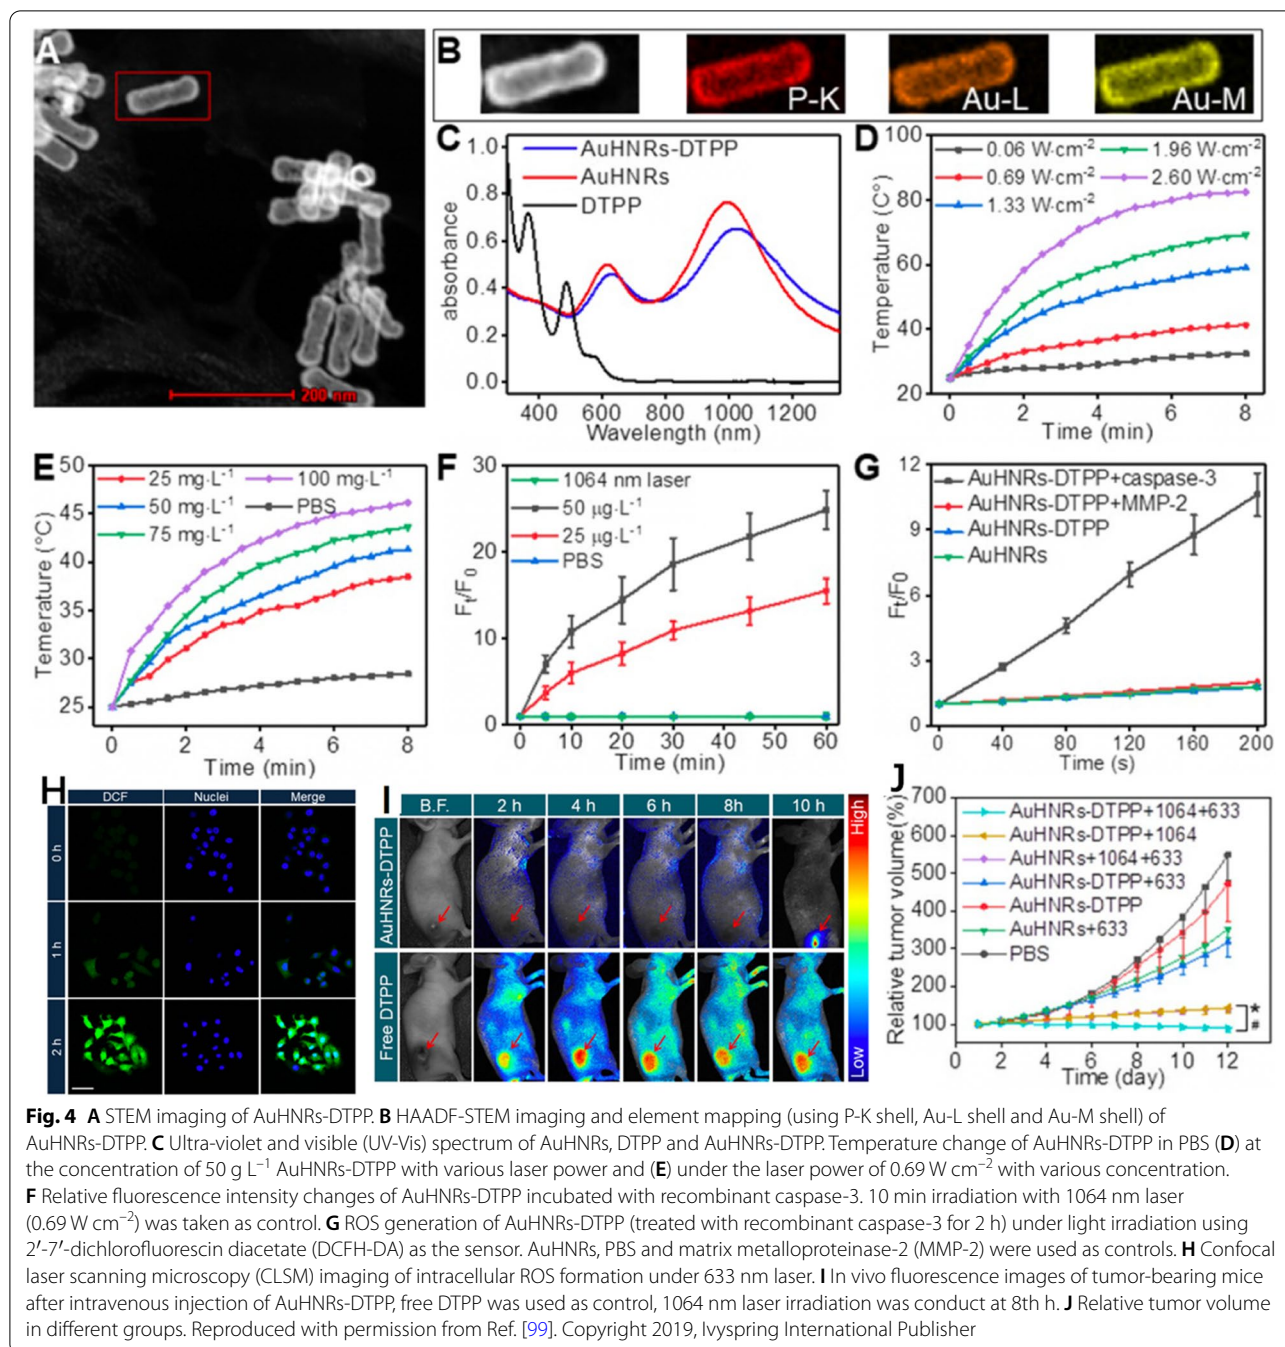 A
200 nm
B
P-K
Au-L
Au-M
C
AuHNRs-DTPP
AuHNRs
DTPP
absorbance
1.0
0.8
0.6
0.4
0.2
0.0
400 600 800 1000 1200
Wavelength (nm)
D
0.06 W·cm⁻²
0.69 W·cm⁻²
1.33 W·cm⁻²
1.96 W·cm⁻²
2.60 W·cm⁻²
Temperature (C°)
100
80
60
40
20
0 2 4 6 8
Time (min)
E
25 mg·L⁻¹
50 mg·L⁻¹
75 mg·L⁻¹
100 mg·L⁻¹
PBS
Temerature (°C)
50
45
40
35
30
25
0 2 4 6 8
Time (min)
F
1064 nm laser
50 µg·L⁻¹
25 µg·L⁻¹
PBS
Fₜ/F₀
30
20
10
0
0 10 20 30 40 50 60
Time (min)
G
AuHNRs-DTPP+caspase-3
AuHNRs-DTPP+MMP-2
AuHNRs-DTPP
AuHNRs
Fₜ/F₀
12
9
6
3
0
0 40 80 120 160 200
Time (s)
H
DCF Nuclei Merge
0 h
1 h
2 h
I
B.F. 2 h 4 h 6 h 8h 10 h
AuHNRs-DTPP
Free DTPP
High
Low
J
AuHNRs-DTPP+1064+633
AuHNRs-DTPP+1064
AuHNRs+1064+633
AuHNRs-DTPP+633
AuHNRs-DTPP
AuHNRs+633
PBS
*
#
Relative tumor volume(%)
700
600
500
400
300
200
100
0 2 4 6 8 10 12
Time (day)
Fig. 4 A STEM imaging of AuHNRs-DTPP. B HAADF-STEM imaging and element mapping (using P-K shell, Au-L shell and Au-M shell) of
AuHNRs-DTPP. C Ultra-violet and visible (UV-Vis) spectrum of AuHNRs, DTPP and AuHNRs-DTPP. Temperature change of AuHNRs-DTPP in PBS (D) at
the concentration of 50 g L⁻¹ AuHNRs-DTPP with various laser power and (E) under the laser power of 0.69 W cm⁻² with various concentration.
F Relative fluorescence intensity changes of AuHNRs-DTPP incubated with recombinant caspase-3. 10 min irradiation with 1064 nm laser
(0.69 W cm⁻²) was taken as control. G ROS generation of AuHNRs-DTPP (treated with recombinant caspase-3 for 2 h) under light irradiation using
2′-7′-dichlorofluorescin diacetate (DCFH-DA) as the sensor. AuHNRs, PBS and matrix metalloproteinase-2 (MMP-2) were used as controls. H Confocal
laser scanning microscopy (CLSM) imaging of intracellular ROS formation under 633 nm laser. I In vivo fluorescence images of tumor-bearing mice
after intravenous injection of AuHNRs-DTPP, free DTPP was used as control, 1064 nm laser irradiation was conduct at 8th h. J Relative tumor volume
in different groups. Reproduced with permission from Ref. [99]. Copyright 2019, Ivyspring International Publisher